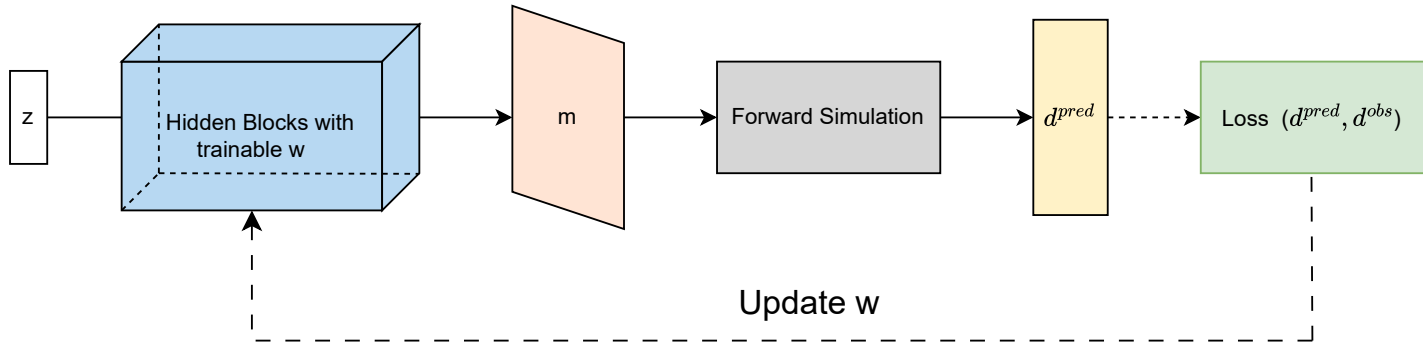 z
Hidden Blocks with
trainable w
m
Forward Simulation
d^{pred}
Loss (d^{pred}, d^{obs})
Update w